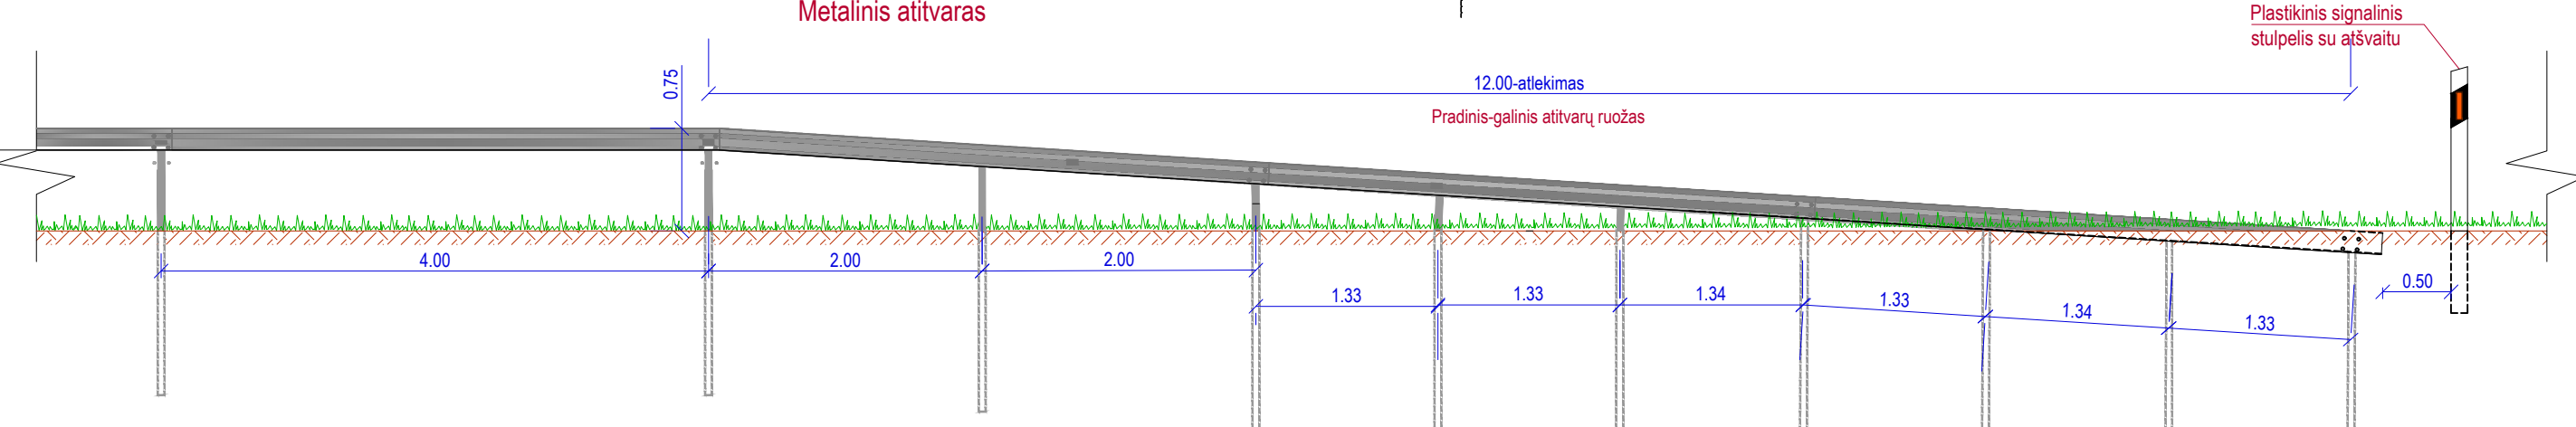 Metalinis atitvaras
Plastikinis signalinis
stulpelis su atšvaitu
0.75
12.00-atlekimas
Pradinis-galinis atitvarų ruožas
4.00
2.00
2.00
1.33
1.33
1.34
1.33
1.34
1.33
0.50